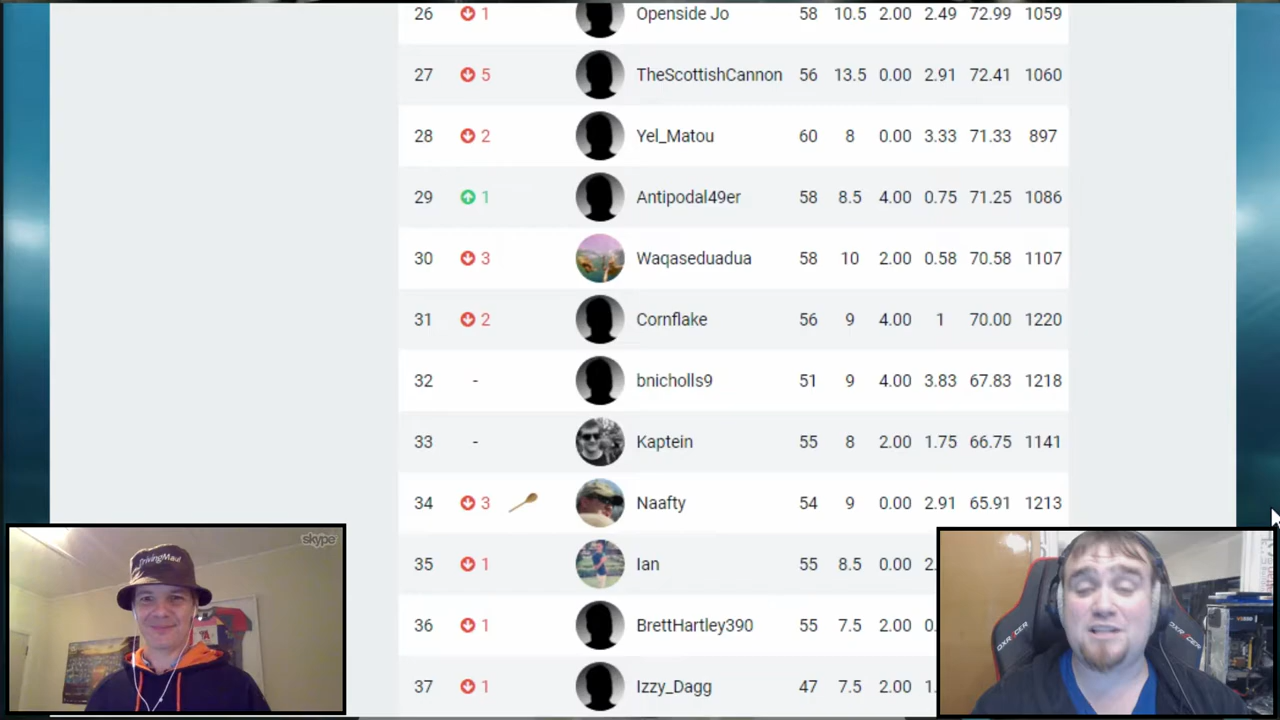 26 1 Openside Jo 58 10.5 2.00 2.49 72.99 1059
27 5 TheScottishCannon 56 13.5 0.00 2.91 72.41 1060
28 2 Yel_Matou 60 8 0.00 3.33 71.33 897
29 1 Antipodal49er 58 8.5 4.00 0.75 71.25 1086
30 3 Waqaseduadua 58 10 2.00 0.58 70.58 1107
31 2 Cornflake 56 9 4.00 1 70.00 1220
32 - bnicholls9 51 9 4.00 3.83 67.83 1218
33 - Kaptein 55 8 2.00 1.75 66.75 1141
34 3 Naafty 54 9 0.00 2.91 65.91 1213
35 1 Ian 55 8.5 0.00 2.
36 1 BrettHartley390 55 7.5 2.00 0.
37 1 Izzy_Dagg 47 7.5 2.00 1.
skype
DrivingMaul
DXRACER
DXRACER